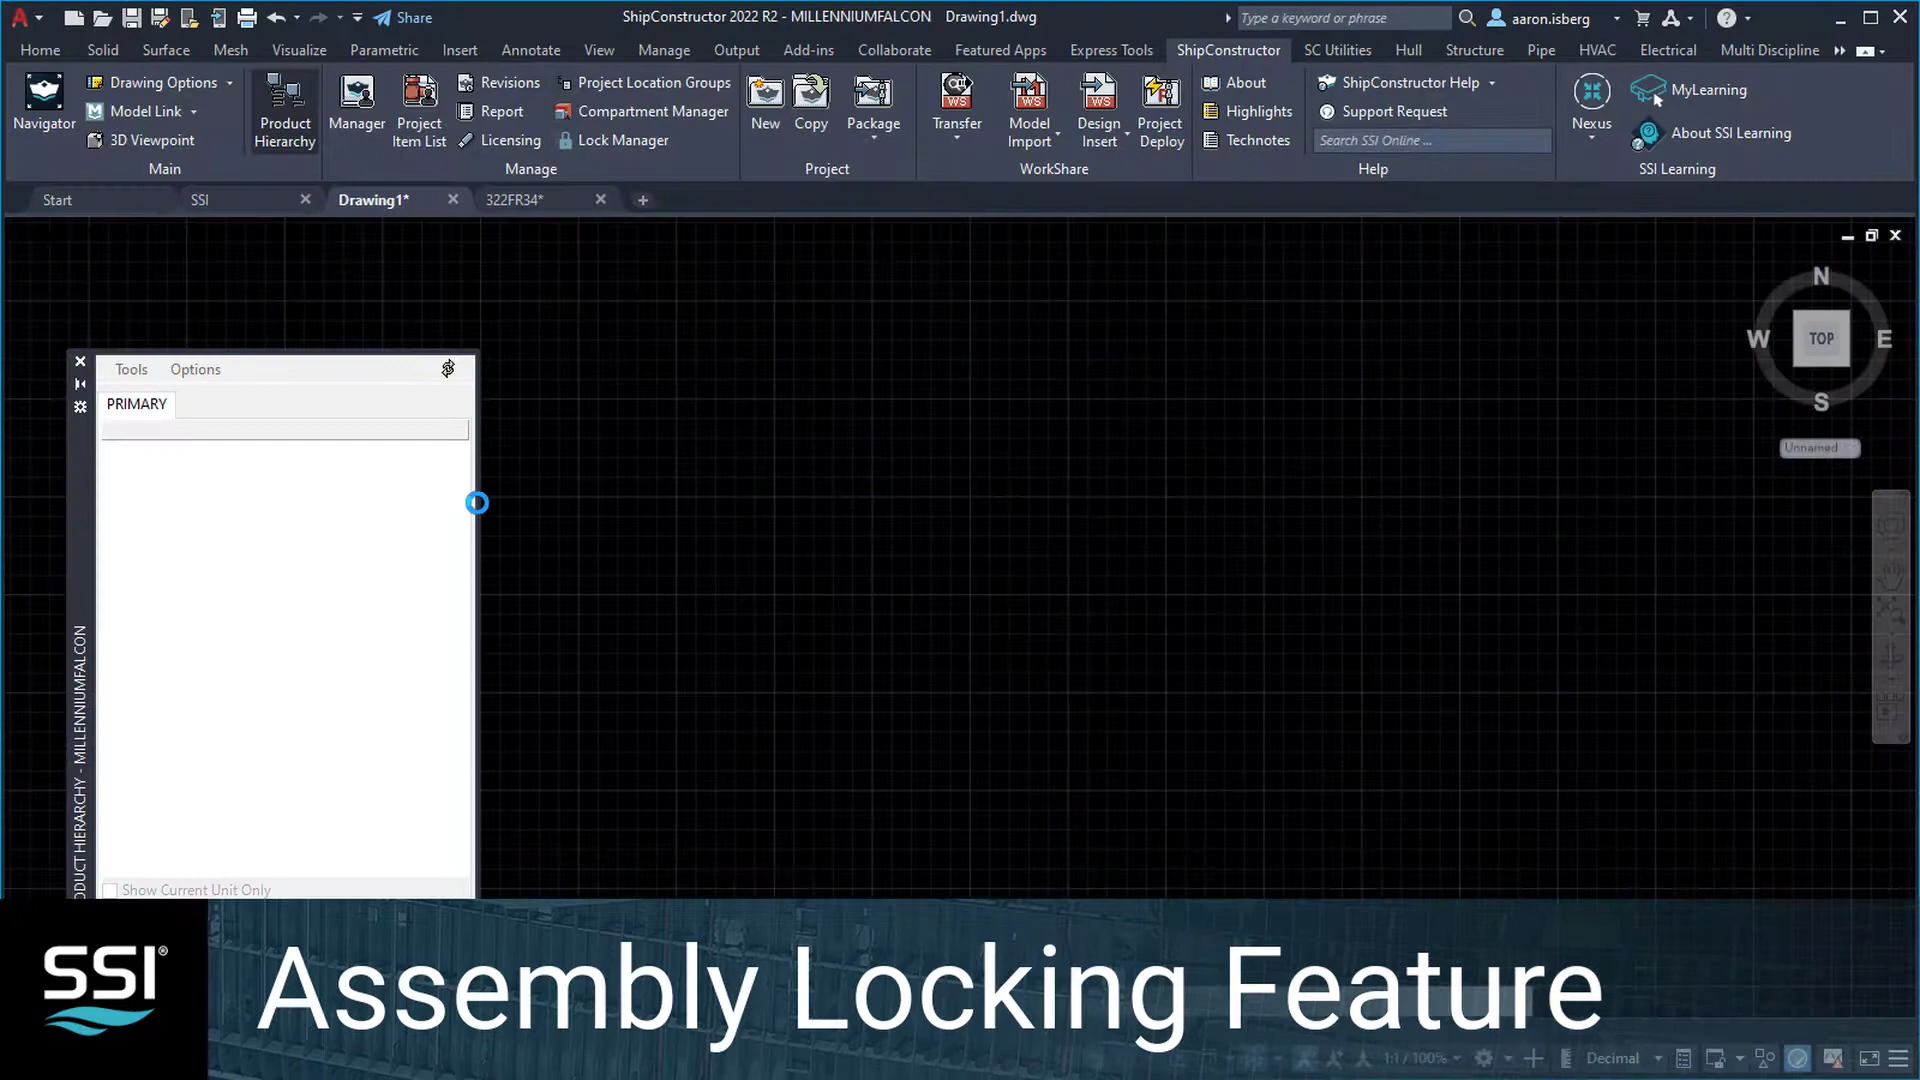 ShipConstructor 2022 R2 - MILLENNIUMFALCON Drawing1.dwg
Share
Type a keyword or phrase
aaron.isberg
Home Solid Surface Mesh Visualize Parametric Insert Annotate View Manage Output Add-ins Collaborate Featured Apps Express Tools ShipConstructor SC Utilities Hull Structure Pipe HVAC Electrical Multi Discipline
Navigator
Drawing Options
Model Link
3D Viewpoint
Product
Hierarchy
Main
Manager
Project
Item List
Revisions
Report
Licensing
Project Location Groups
Compartment Manager
Lock Manager
Manage
New
Copy
Package
Project
Transfer
Model
Import
Design
Insert
Project
Deploy
WorkShare
About
Highlights
Technotes
ShipConstructor Help
Support Request
Search SSI Online ...
Help
Nexus
MyLearning
About SSI Learning
SSI Learning
Start
SSI
Drawing1*
322FR34*
N
W
TOP
E
S
Unnamed
Tools Options
PRIMARY
ODUCT HIERARCHY - MILLENNIUMFALCON
Show Current Unit Only
SSI®
Assembly Locking Feature
1:1 / 100%
Decimal